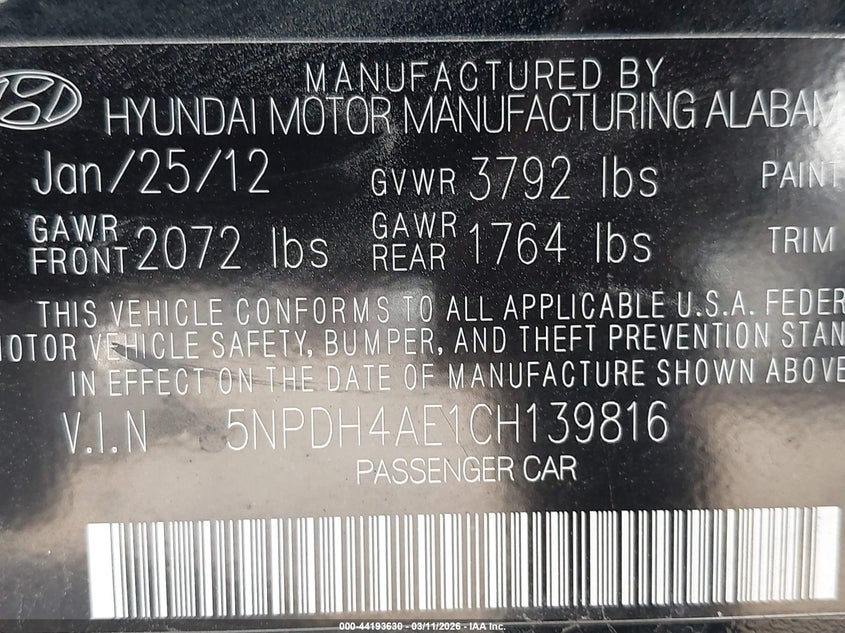 MANUFACTURED BY
HYUNDAI MOTOR MANUFACTURING ALABAM
Jan/25/12 GVWR 3792 lbs PAINT
GAWR FRONT 2072 lbs GAWR REAR 1764 lbs TRIM
THIS VEHICLE CONFORMS TO ALL APPLICABLE U.S.A. FEDER
MOTOR VEHICLE SAFETY, BUMPER, AND THEFT PREVENTION STAN
IN EFFECT ON THE DATE OF MANUFACTURE SHOWN ABOVE
V.I.N 5NPDH4AE1CH139816
PASSENGER CAR
000-44193630 - 03/11/2026 - IAA Inc.